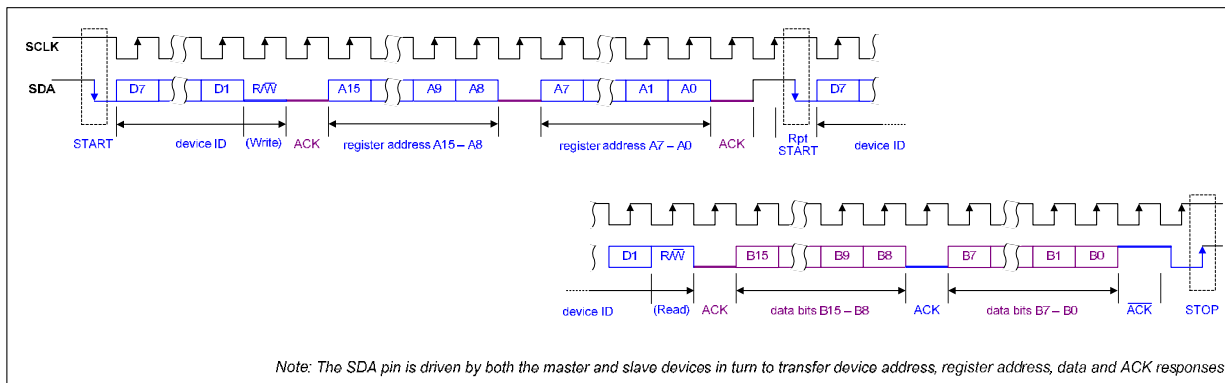 SCLK
SDA D7 D1 R/W̅ A15 A9 A8 A7 A1 A0 D7
START device ID (Write) ACK register address A15 – A8 register address A7 – A0 ACK Rpt START device ID
D1 R/W̅ B15 B9 B8 B7 B1 B0
device ID (Read) ACK data bits B15 – B8 ACK data bits B7 – B0 A̅C̅K̅ STOP
Note: The SDA pin is driven by both the master and slave devices in turn to transfer device address, register address, data and ACK responses